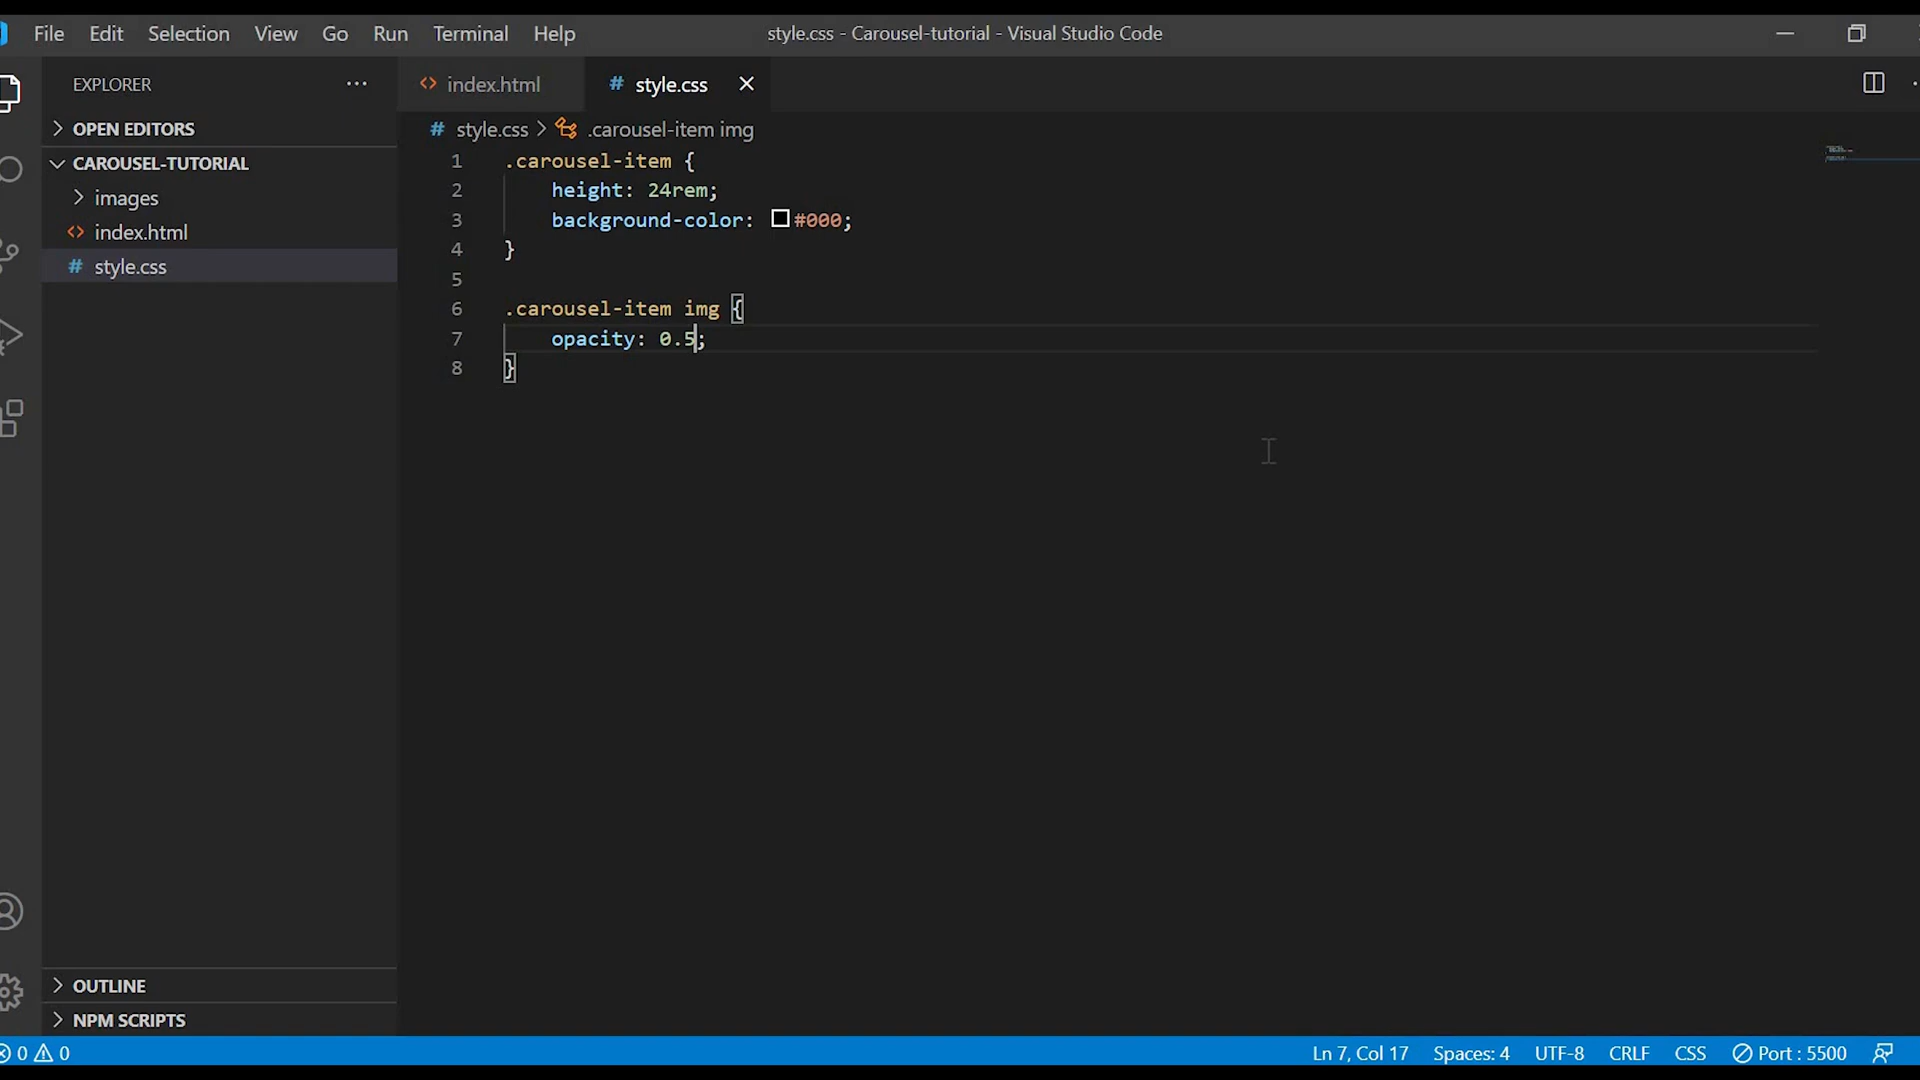 File Edit Selection View Go Run Terminal Help style.css - Carousel-tutorial - Visual Studio Code
EXPLORER
index.html
# style.css
OPEN EDITORS
# style.css > .carousel-item img
CAROUSEL-TUTORIAL
images
index.html
# style.css
1 .carousel-item {
2 height: 24rem;
3 background-color: #000;
4 }
5
6 .carousel-item img {
7 opacity: 0.5;
8 }
OUTLINE
NPM SCRIPTS
0 0 Ln 7, Col 17 Spaces: 4 UTF-8 CRLF CSS Port : 5500